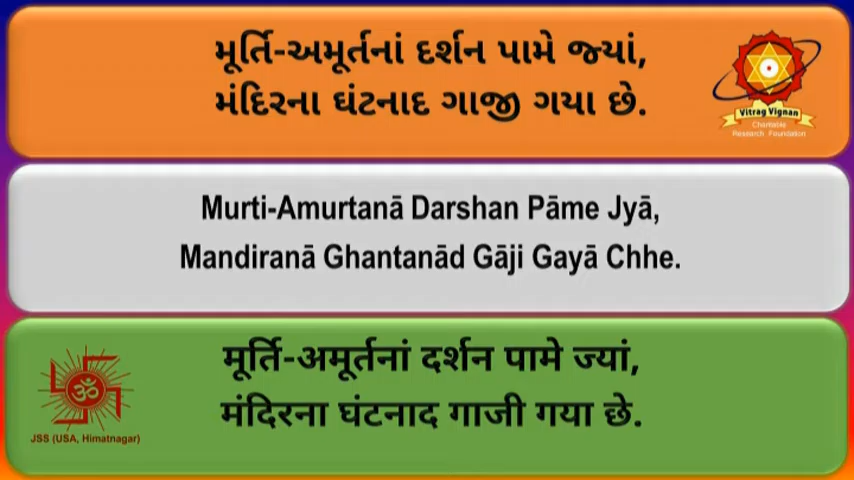 મૂર્તિ-અમૂર્તનાં દર્શન પામે જ્યાં,
મંદિરના ઘંટનાદ ગાજી ગયા છે.
Vitrag Vignan
Charitable
Research Foundation
Murti-Amurtanā Darshan Pāme Jyā,
Mandiranā Ghantanād Gāji Gayā Chhe.
मूर्ति-अमूर्तनां दर्शन पामे ज्यां,
मंदिरना घंटनाद गाजी गया छे.
ॐ
JSS (USA, Himatnagar)